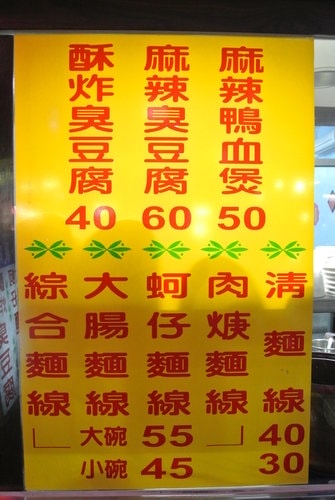 麻辣鴨血煲 50
麻辣臭豆腐 60
酥炸臭豆腐 40
清麵線 40 30
肉焿麵線
蚵仔麵線
大腸麵線
綜合麵線
大碗 55
小碗 45
臭豆